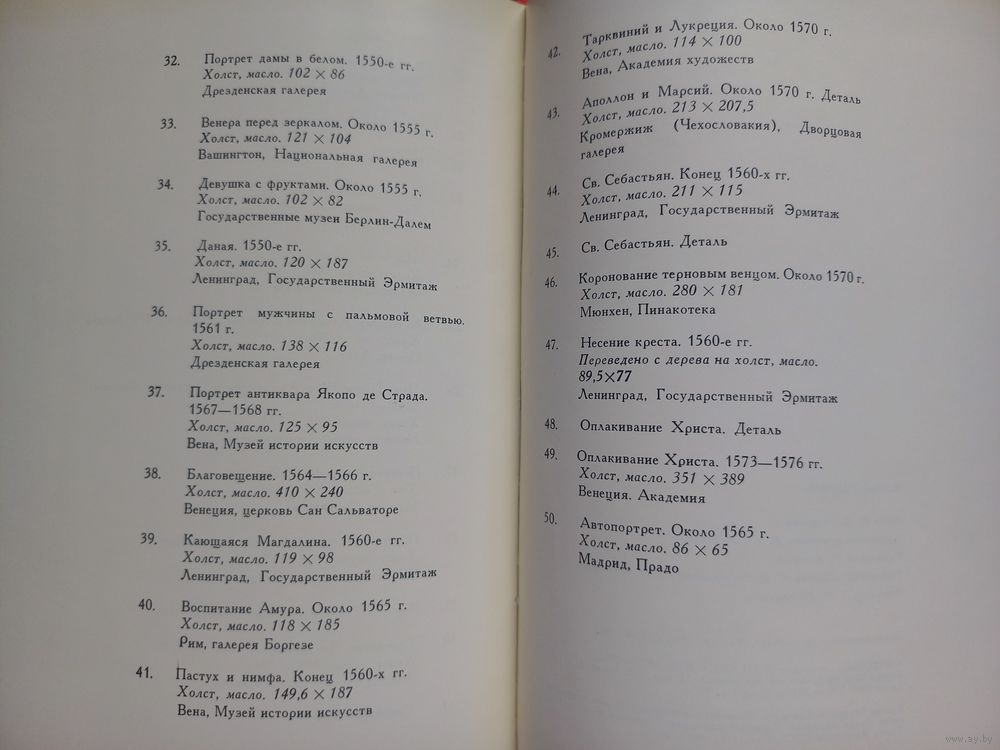 32. Портрет дамы в белом. 1550-е гг.
Холст, масло. 102 × 86
Дрезденская галерея
33. Венера перед зеркалом. Около 1555 г.
Холст, масло. 121 × 104
Вашингтон, Национальная галерея
34. Девушка с фруктами. Около 1555 г.
Холст, масло. 102 × 82
Государственные музеи Берлин-Далем
35. Даная. 1550-е гг.
Холст, масло. 120 × 187
Ленинград, Государственный Эрмитаж
36. Портрет мужчины с пальмовой ветвью.
1561 г.
Холст, масло. 138 × 116
Дрезденская галерея
37. Портрет антиквара Якопо де Страда.
1567—1568 гг.
Холст, масло. 125 × 95
Вена, Музей истории искусств
38. Благовещение. 1564—1566 г.
Холст, масло. 410 × 240
Венеция, церковь Сан Сальваторе
39. Кающаяся Магдалина. 1560-е гг.
Холст, масло. 119 × 98
Ленинград, Государственный Эрмитаж
40. Воспитание Амура. Около 1565 г.
Холст, масло. 118 × 185
Рим, галерея Боргезе
41. Пастух и нимфа. Конец 1560-х гг.
Холст, масло. 149,6 × 187
Вена, Музей истории искусств
42. Тарквиний и Лукреция. Около 1570 г.
Холст, масло. 114 × 100
Вена, Академия художеств
43. Аполлон и Марсий. Около 1570 г. Деталь
Холст, масло. 213 × 207,5
Кромержиж (Чехословакия), Дворцовая
галерея
44. Св. Себастьян. Конец 1560-х гг.
Холст, масло. 211 × 115
Ленинград, Государственный Эрмитаж
45. Св. Себастьян. Деталь
46. Коронование терновым венцом. Около 1570 г.
Холст, масло. 280 × 181
Мюнхен, Пинакотека
47. Несение креста. 1560-е гг.
Переведено с дерева на холст, масло.
89,5×77
Ленинград, Государственный Эрмитаж
48. Оплакивание Христа. Деталь
49. Оплакивание Христа. 1573—1576 гг.
Холст, масло. 351 × 389
Венеция. Академия
50. Автопортрет. Около 1565 г.
Холст, масло. 86 × 65
Мадрид, Прадо
www.ay.by